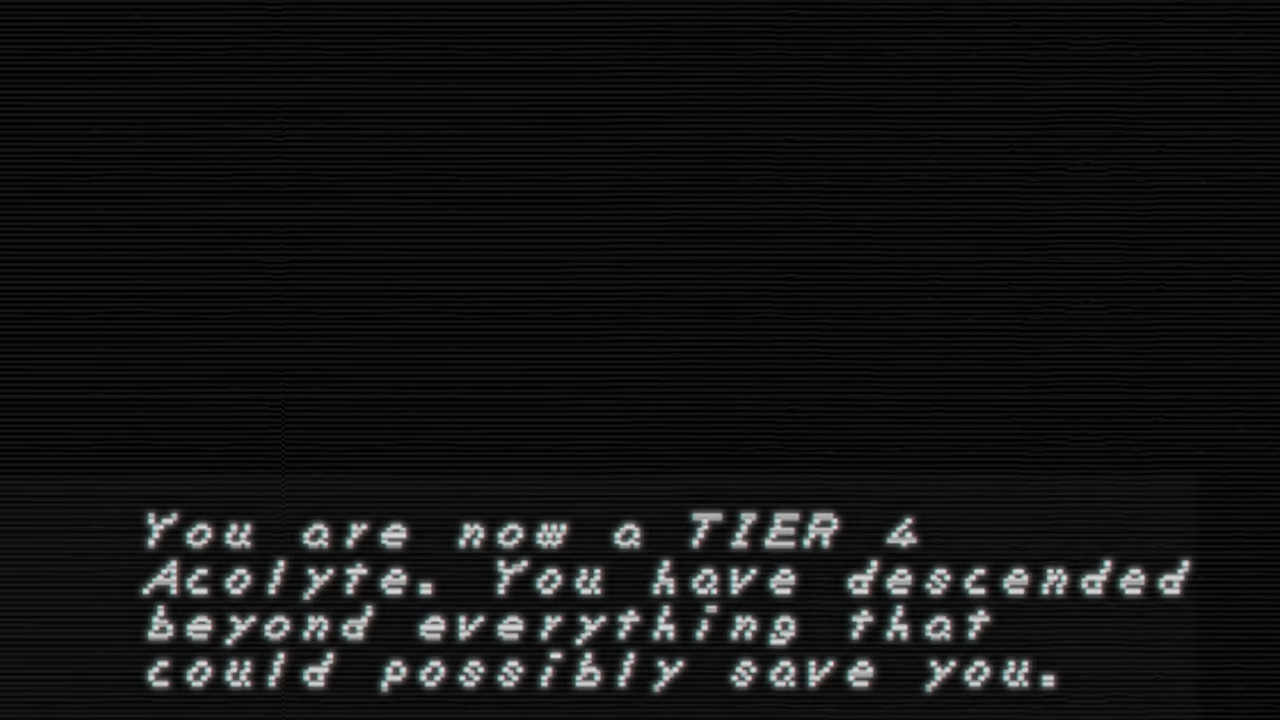 You are now a TIER 4
Acolyte. You have descended
beyond everything that
could possibly save you.